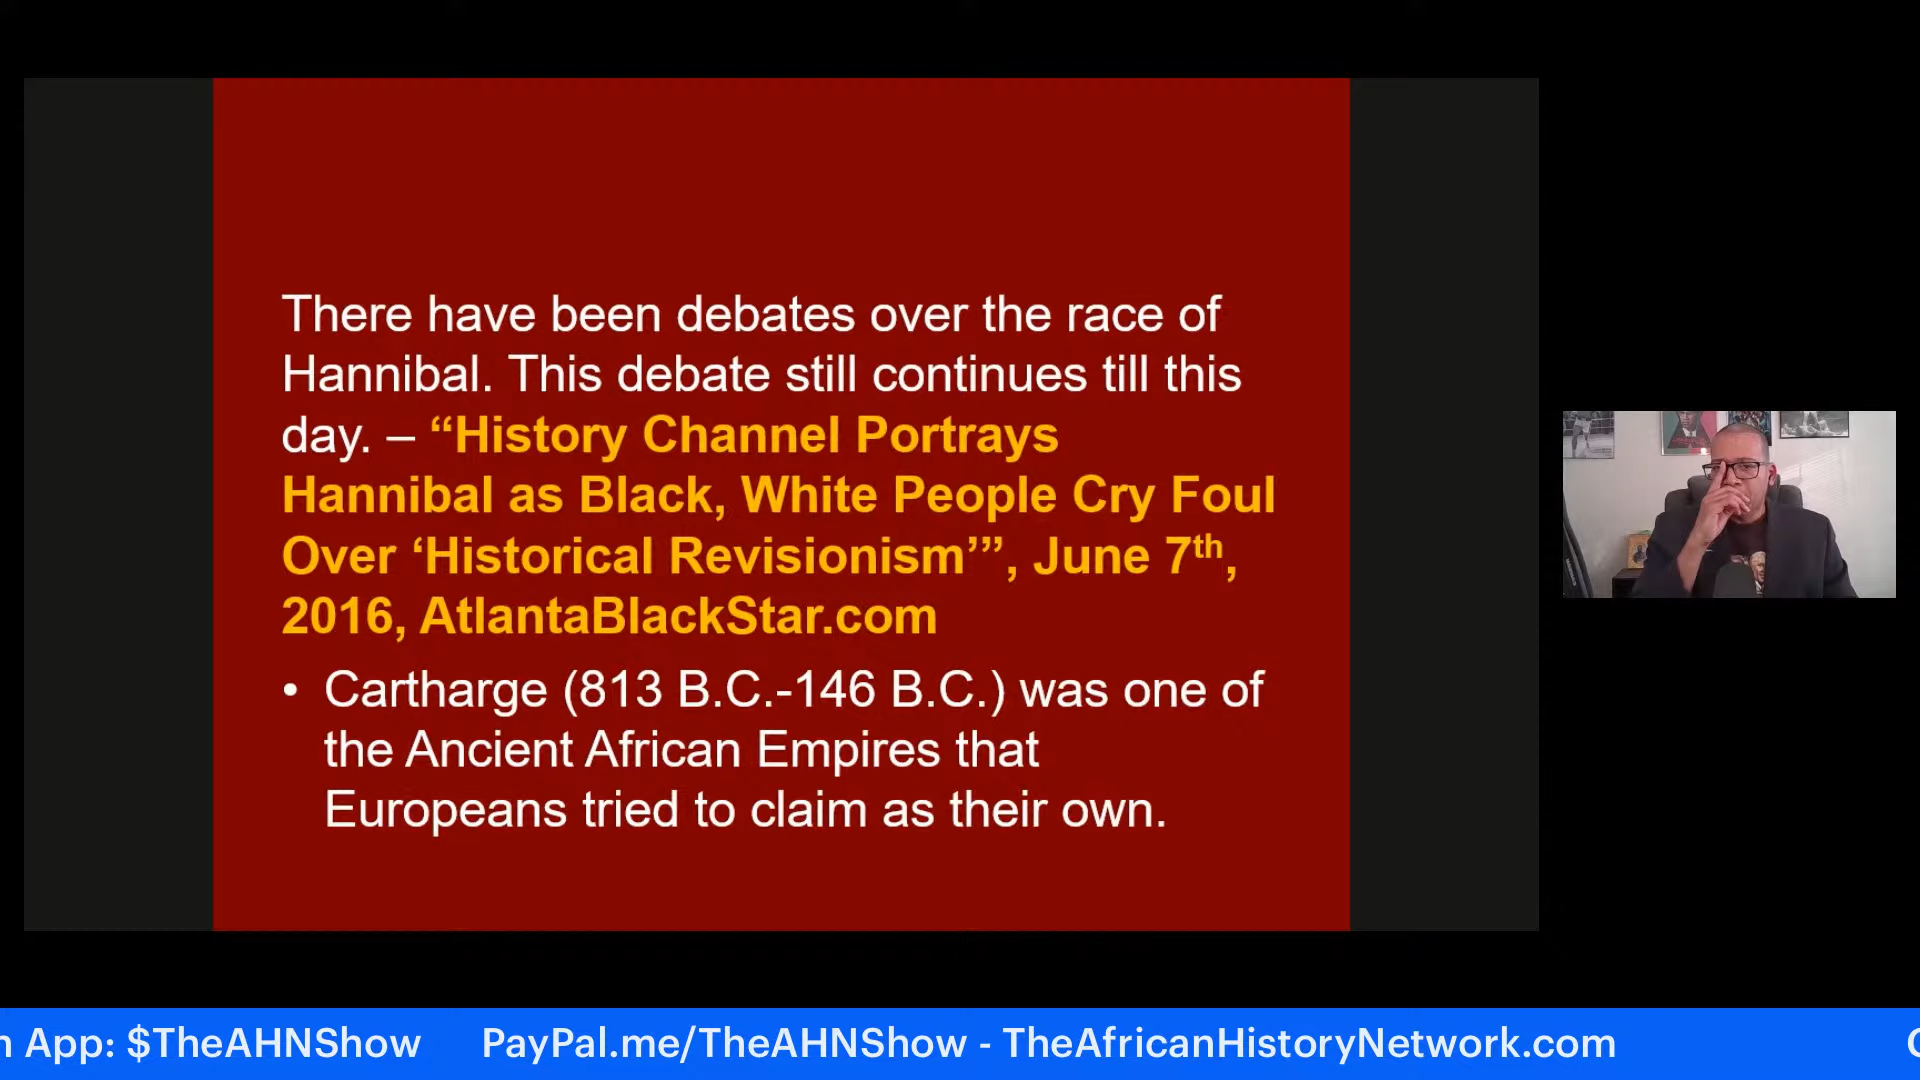 There have been debates over the race of
Hannibal. This debate still continues till this
day. – “History Channel Portrays
Hannibal as Black, White People Cry Foul
Over ‘Historical Revisionism’”, June 7th,
2016, AtlantaBlackStar.com
• Cartharge (813 B.C.-146 B.C.) was one of
the Ancient African Empires that
Europeans tried to claim as their own.
App: $TheAHNShow PayPal.me/TheAHNShow - TheAfricanHistoryNetwork.com